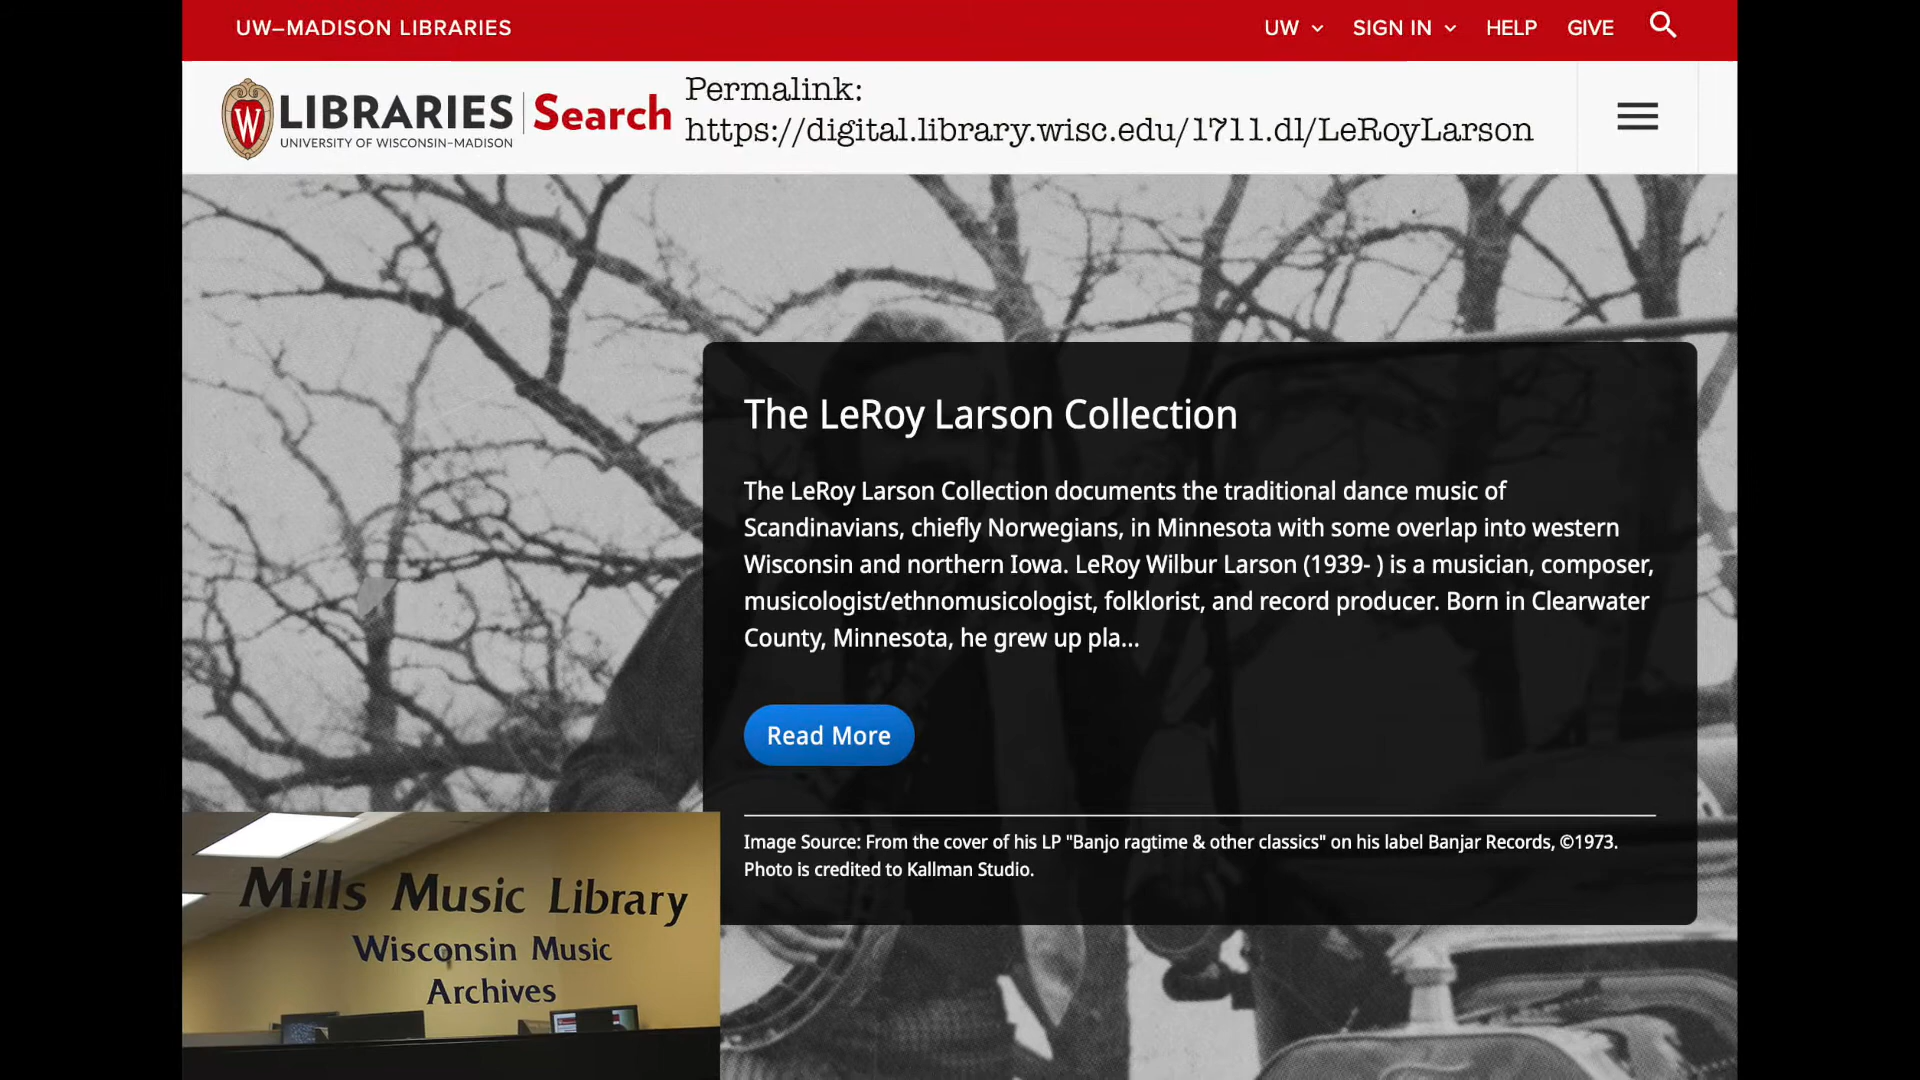 UW–MADISON LIBRARIES
UW
SIGN IN
HELP
GIVE
W
LIBRARIES
UNIVERSITY OF WISCONSIN–MADISON
Search
Permalink:
https://digital.library.wisc.edu/1711.dl/LeRoyLarson
The LeRoy Larson Collection
The LeRoy Larson Collection documents the traditional dance music of
Scandinavians, chiefly Norwegians, in Minnesota with some overlap into western
Wisconsin and northern Iowa. LeRoy Wilbur Larson (1939- ) is a musician, composer,
musicologist/ethnomusicologist, folklorist, and record producer. Born in Clearwater
County, Minnesota, he grew up pla...
Read More
Image Source: From the cover of his LP "Banjo ragtime & other classics" on his label Banjar Records, ©1973.
Photo is credited to Kallman Studio.
Mills Music Library
Wisconsin Music
Archives